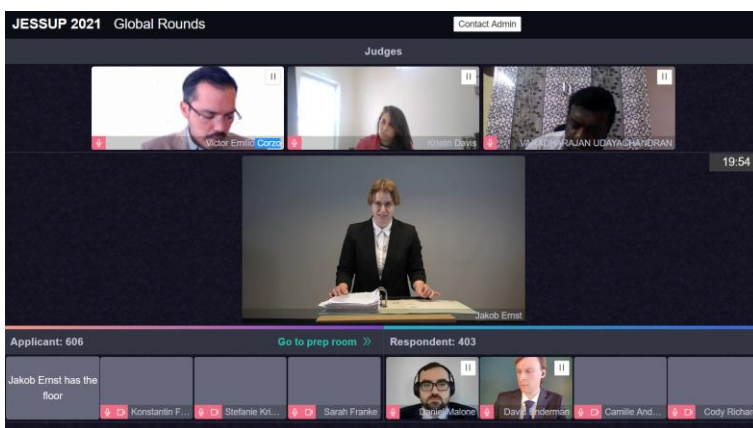 JESSUP 2021 Global Rounds
Contact Admin
Judges
Victor Emilio Corzo
Kristin Davis
VARADHARAJAN UDAYACHANDRAN
19:54
Jakob Ernst
Applicant: 606
Go to prep room »
Respondent: 403
Jakob Ernst has the
floor
Konstantin F...
Stefanie Kri...
Sarah Franke
Daniel Malone
David Enderman
Camille And...
Cody Richar